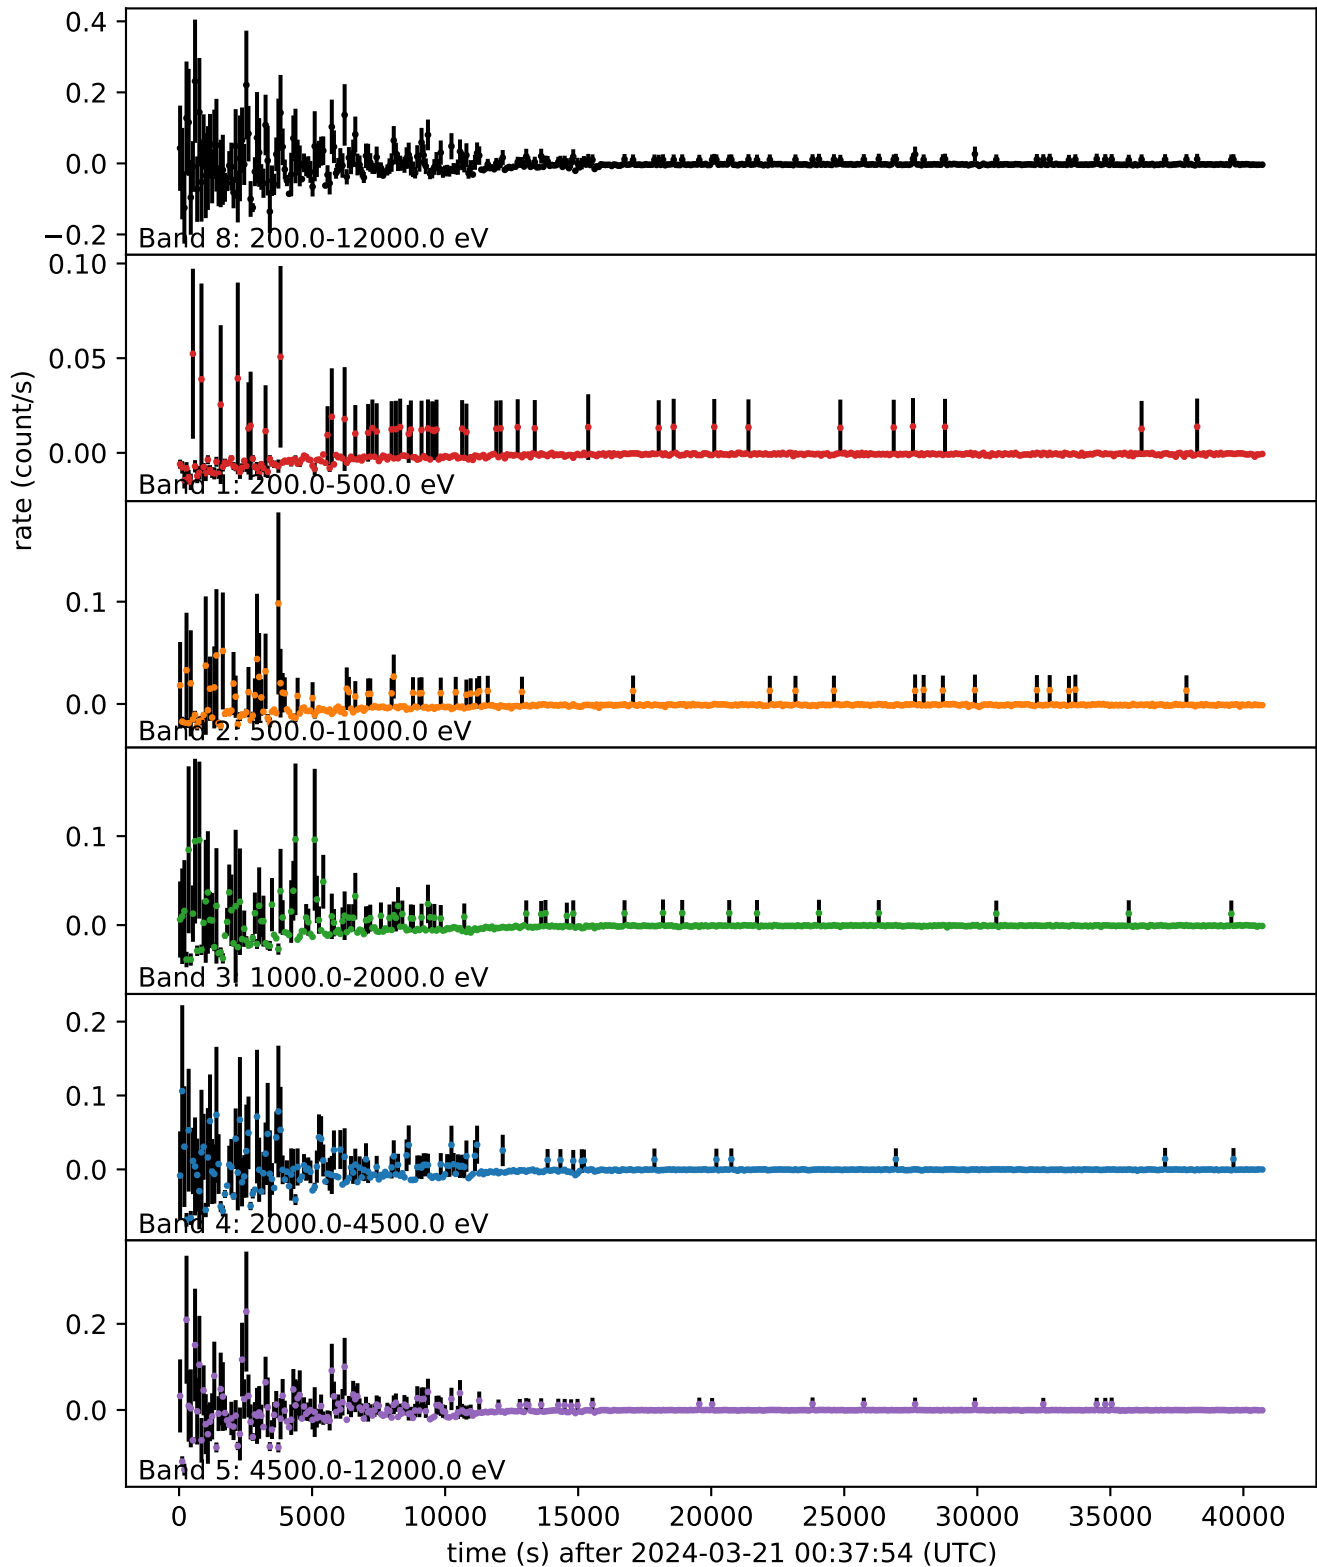 0.4
0.2
0.0
−0.2
Band 8: 200.0-12000.0 eV
0.10
0.05
0.00
Band 1: 200.0-500.0 eV
rate (count/s)
0.1
0.0
Band 2: 500.0-1000.0 eV
0.1
0.0
Band 3: 1000.0-2000.0 eV
0.2
0.1
0.0
Band 4: 2000.0-4500.0 eV
0.2
0.0
Band 5: 4500.0-12000.0 eV
0 5000 10000 15000 20000 25000 30000 35000 40000
time (s) after 2024-03-21 00:37:54 (UTC)